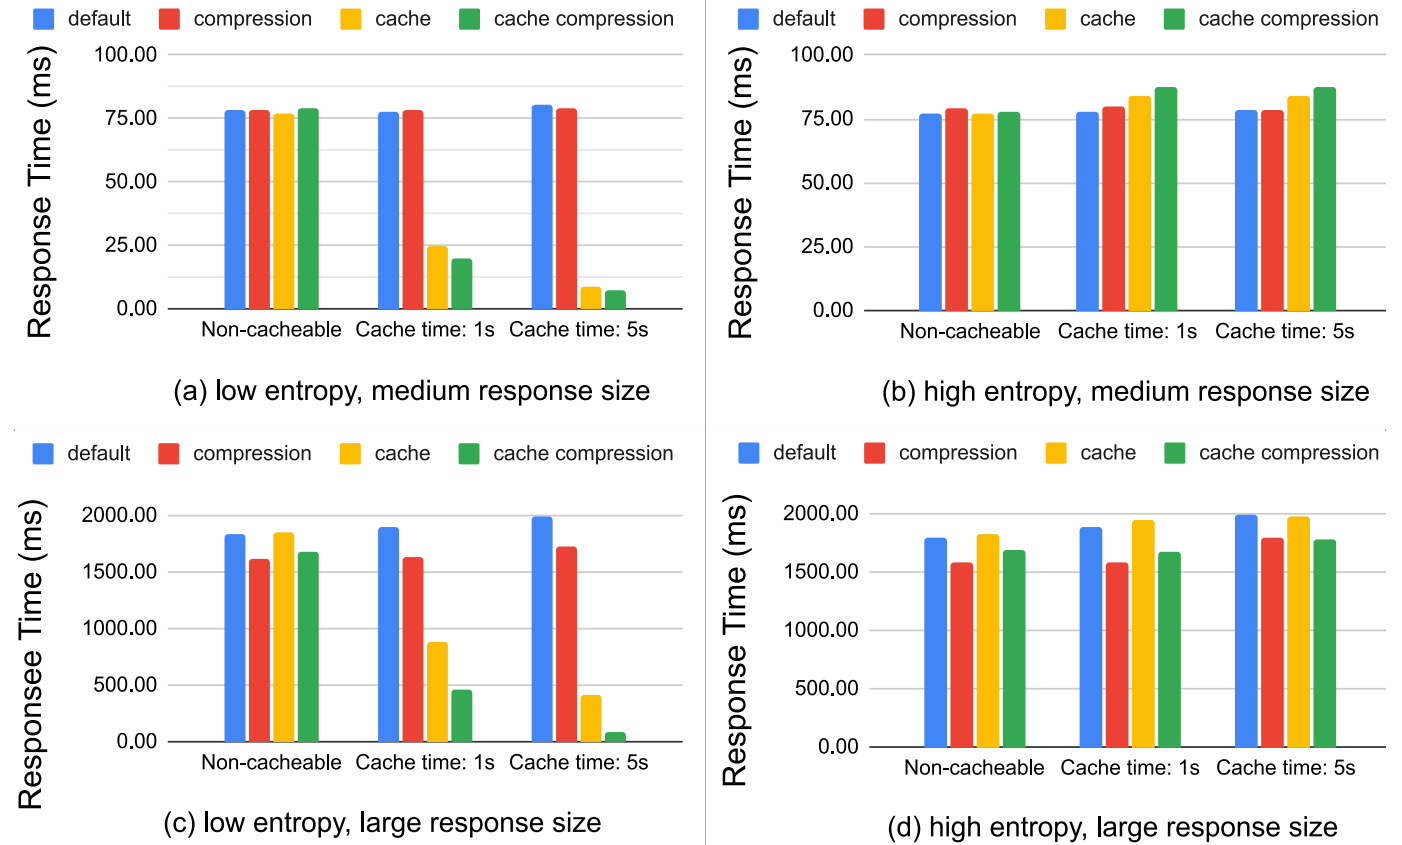 default compression cache cache compression
Response Time (ms)
100.00
75.00
50.00
25.00
0.00
Non-cacheable Cache time: 1s Cache time: 5s
(a) low entropy, medium response size
default compression cache cache compression
Response Time (ms)
100.00
75.00
50.00
25.00
0.00
Non-cacheable Cache time: 1s Cache time: 5s
(b) high entropy, medium response size
default compression cache cache compression
Responsee Time (ms)
2000.00
1500.00
1000.00
500.00
0.00
Non-cacheable Cache time: 1s Cache time: 5s
(c) low entropy, large response size
default compression cache cache compression
Response Time (ms)
2000.00
1500.00
1000.00
500.00
0.00
Non-cacheable Cache time: 1s Cache time: 5s
(d) high entropy, large response size